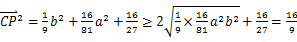 $\overrightarrow{CP}^2 = \frac{1}{9}b^2 + \frac{16}{81}a^2 + \frac{16}{27} \geq 2\sqrt{\frac{1}{9} \times \frac{16}{81}a^2b^2} + \frac{16}{27} = \frac{16}{9}$